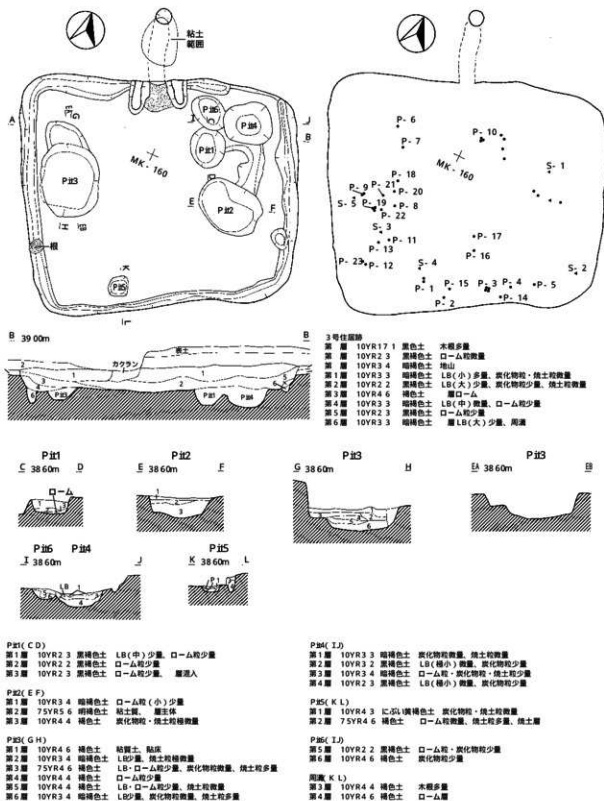 粘土
範囲
Pit6
Pit4
Pit1
MK-160
Pit3
Pit2
A
J
B
E
F
根
Pit5
P-6
P-7
P-10
MK-160
S-1
P-18
P-21
P-9
P-20
S-5
P-19
P-8
P-22
S-3
P-17
P-11
P-13
P-16
P-23
P-12
S-4
S-2
P-1
P-15
P-3
P-4
P-5
P-2
P-14
B 39 00m
B
表土
カクラン
Pit3
Pit4
3号住居跡
第 層 10YR17 1 黒色土 木根多量
第 層 10YR2 3 黒褐色土 ローム粒微量
第 層 10YR3 4 暗褐色土 地山
第1層 10YR3 3 暗褐色土 LB(小)多量、炭化物粒・焼土粒微量
第2層 10YR2 2 黒褐色土 LB(大)少量、炭化物粒少量、焼土粒微量
第3層 10YR4 6 褐色土 層ローム
第4層 10YR3 3 暗褐色土 LB(中)微量、ローム粒少量
第5層 10YR2 3 黒褐色土 ローム粒少量
第6層 10YR3 3 暗褐色土 層LB(大)少量、周溝
Pit1
C 38 60m D
ローム
Pit2
E 38 60m F
Pit3
G 38 60m H
Pit3
EA 38 60m EB
Pit6 Pit4
I 38 60m J
LB
Pit5
K 38 60m L
Pit1(CD)
第1層 10YR2 3 黒褐色土 LB(中)少量、ローム粒少量
第2層 10YR2 2 黒褐色土 ローム粒少量
第3層 10YR2 3 黒褐色土 ローム粒少量、 層混入
Pit2(EF)
第1層 10YR3 4 暗褐色土 ローム粒(小)少量
第2層 75YR5 6 明褐色土 粘土質、 層主体
第3層 10YR4 4 褐色土 炭化物粒・焼土粒極微量
Pit3(GH)
第1層 10YR4 6 褐色土 粘質土、貼床
第2層 10YR3 4 暗褐色土 LB少量、焼土粒極微量
第3層 75YR4 6 褐色土 LB・ローム粒少量、炭化物粒微量、焼土粒多量
第4層 10YR4 4 褐色土 ローム粒少量
第5層 10YR4 4 褐色土 LB・ローム粒少量、焼土粒微量
第6層 10YR3 4 暗褐色土 LB少量、炭化物粒微量、焼土粒多量
Pit4(IJ)
第1層 10YR3 3 暗褐色土 炭化物粒微量、焼土粒微量
第2層 10YR3 2 黒褐色土 LB(極小)微量、炭化物粒少量
第3層 10YR3 4 暗褐色土 ローム粒・炭化物粒・焼土粒少量
第4層 10YR2 3 黒褐色土 LB(極小)微量、炭化物粒少量
Pit5(KL)
第1層 10YR4 3 にぶい黄褐色土 炭化物粒・焼土粒微量
第2層 75YR4 6 褐色土 ローム粒微量、焼土粒多量、焼土層
Pit6(IJ)
第5層 10YR2 2 黒褐色土 ローム粒・炭化物粒少量
第6層 10YR4 6 褐色土 炭化物粒少量
周溝(KL)
第3層 10YR4 4 褐色土 木根多量
第4層 10YR4 6 褐色土 ローム層